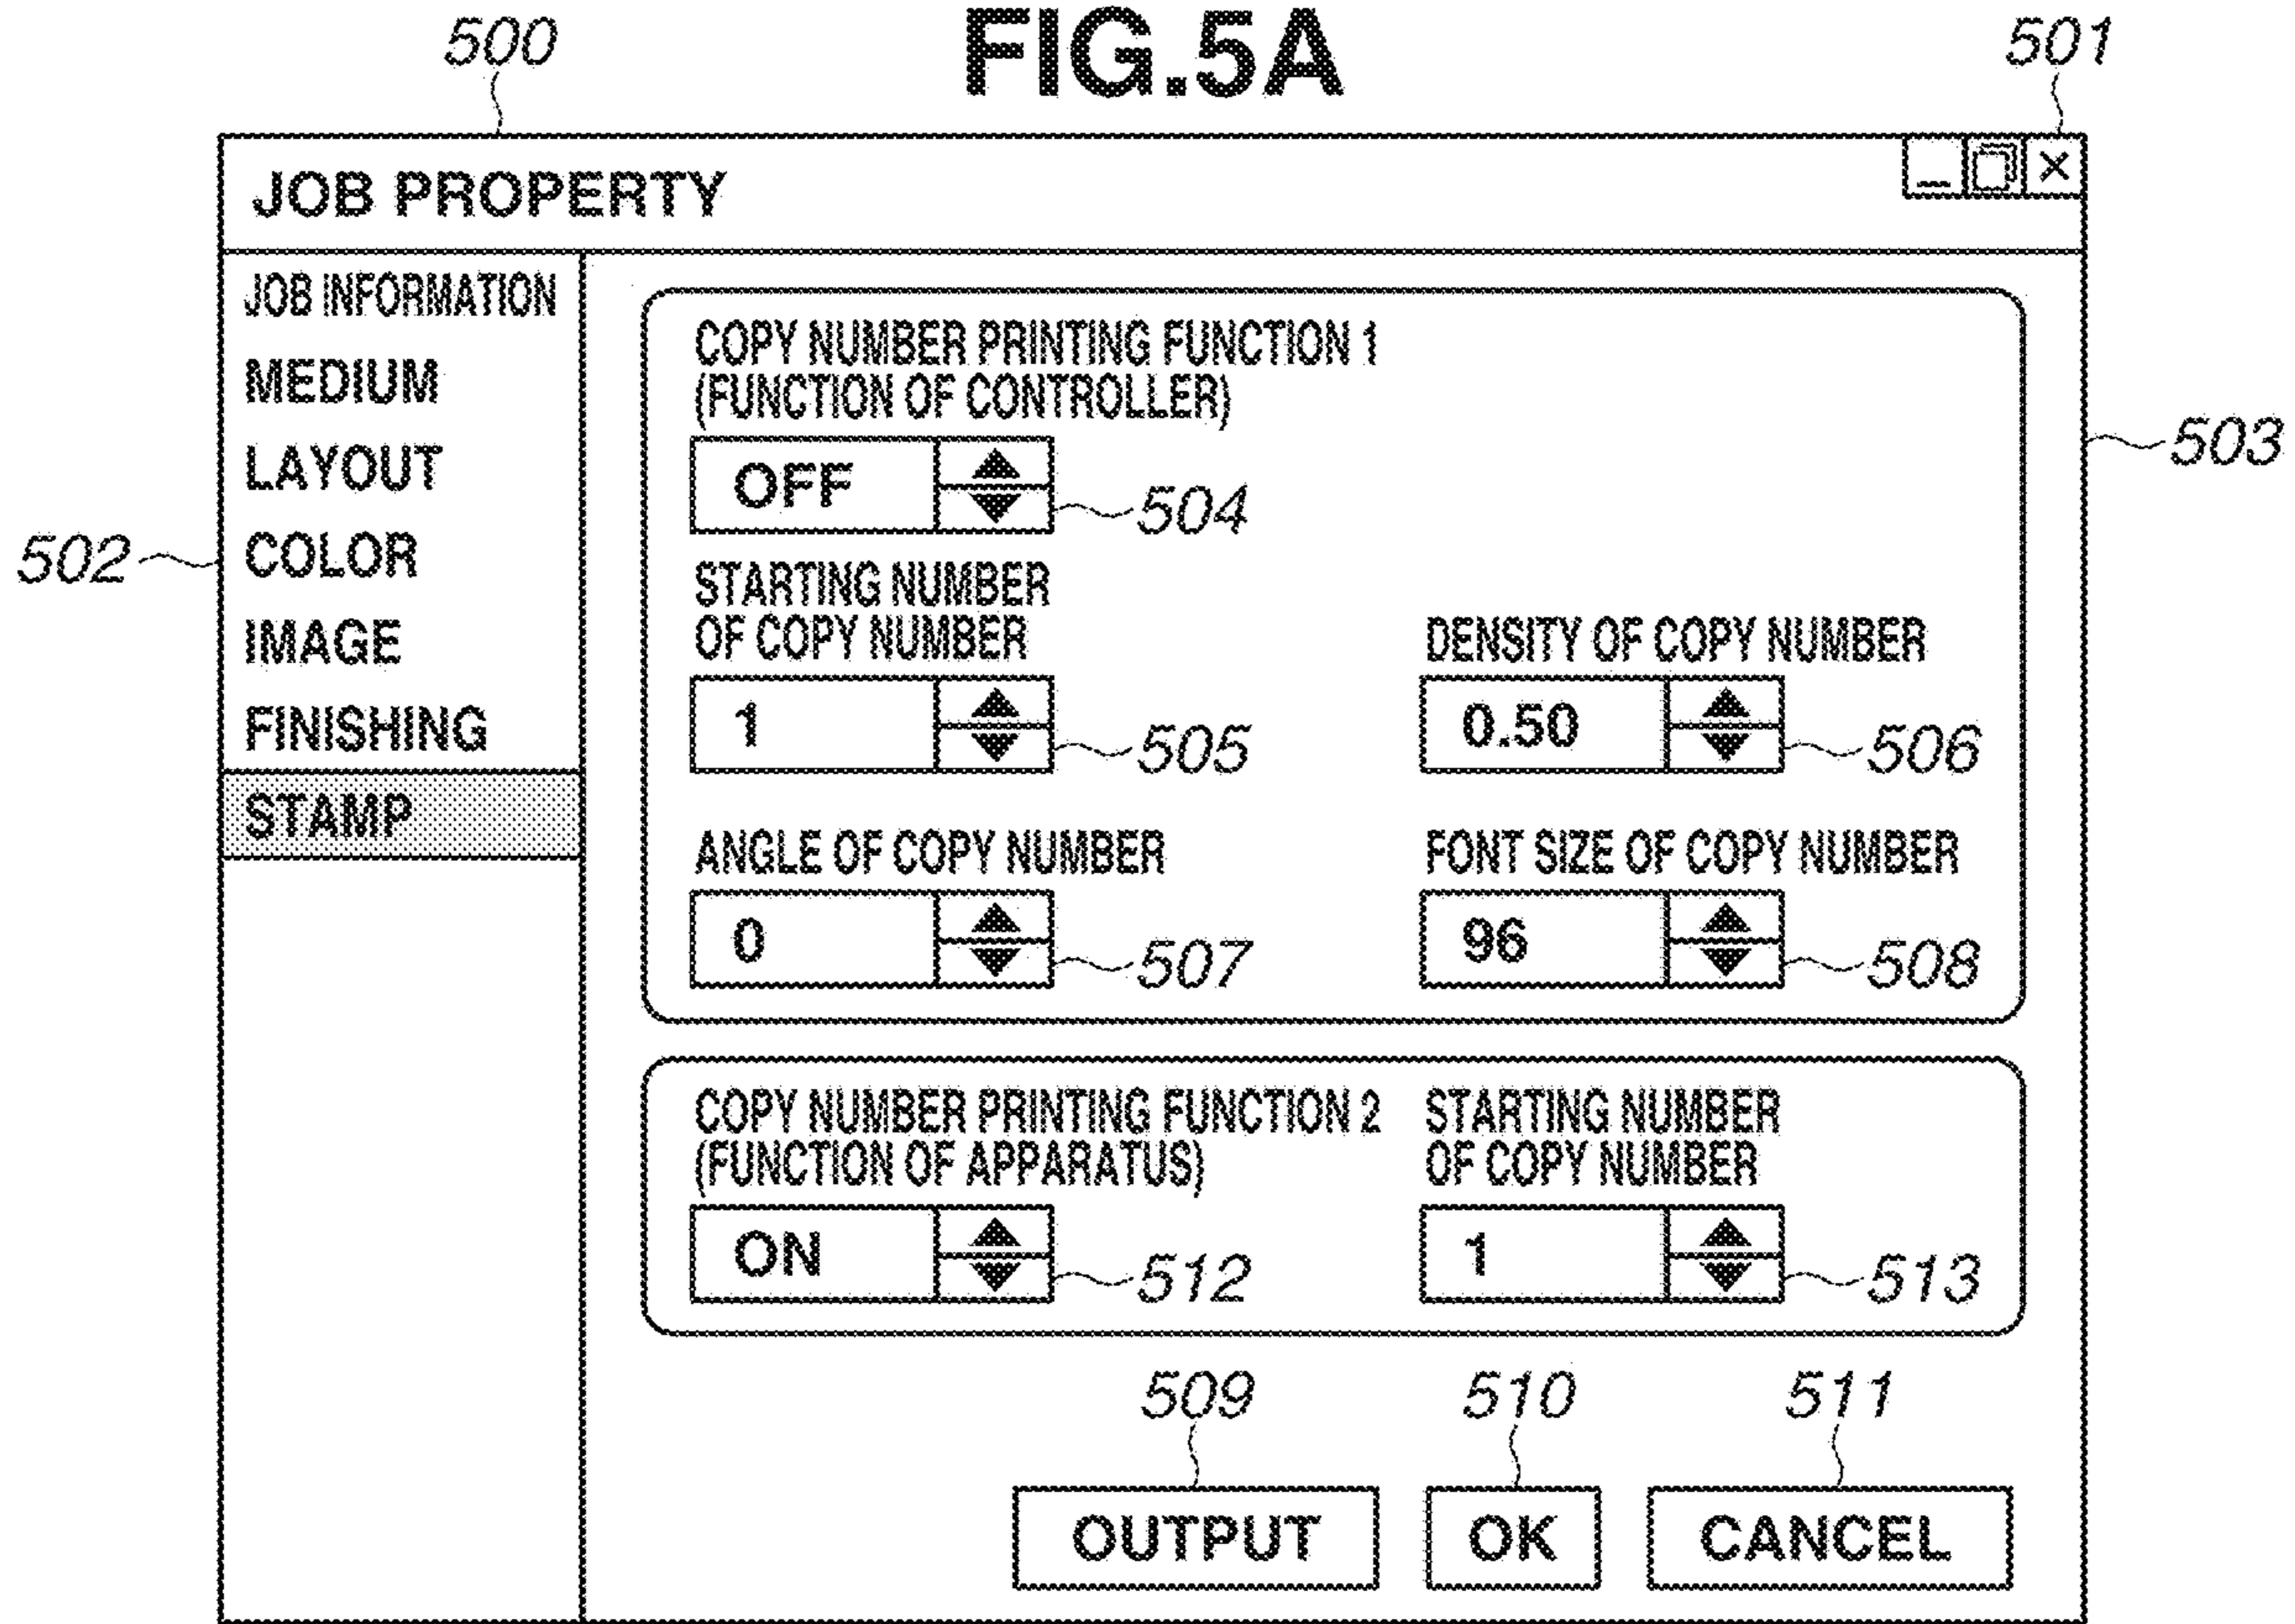 FIG.5A
500
501
JOB PROPERTY
JOB INFORMATION
MEDIUM
LAYOUT
COLOR
IMAGE
FINISHING
STAMP
502
503
COPY NUMBER PRINTING FUNCTION 1
(FUNCTION OF CONTROLLER)
OFF
504
STARTING NUMBER
OF COPY NUMBER
1
505
DENSITY OF COPY NUMBER
0.50
506
ANGLE OF COPY NUMBER
0
507
FONT SIZE OF COPY NUMBER
96
508
COPY NUMBER PRINTING FUNCTION 2
(FUNCTION OF APPARATUS)
ON
512
STARTING NUMBER
OF COPY NUMBER
1
513
509
510
511
OUTPUT
OK
CANCEL